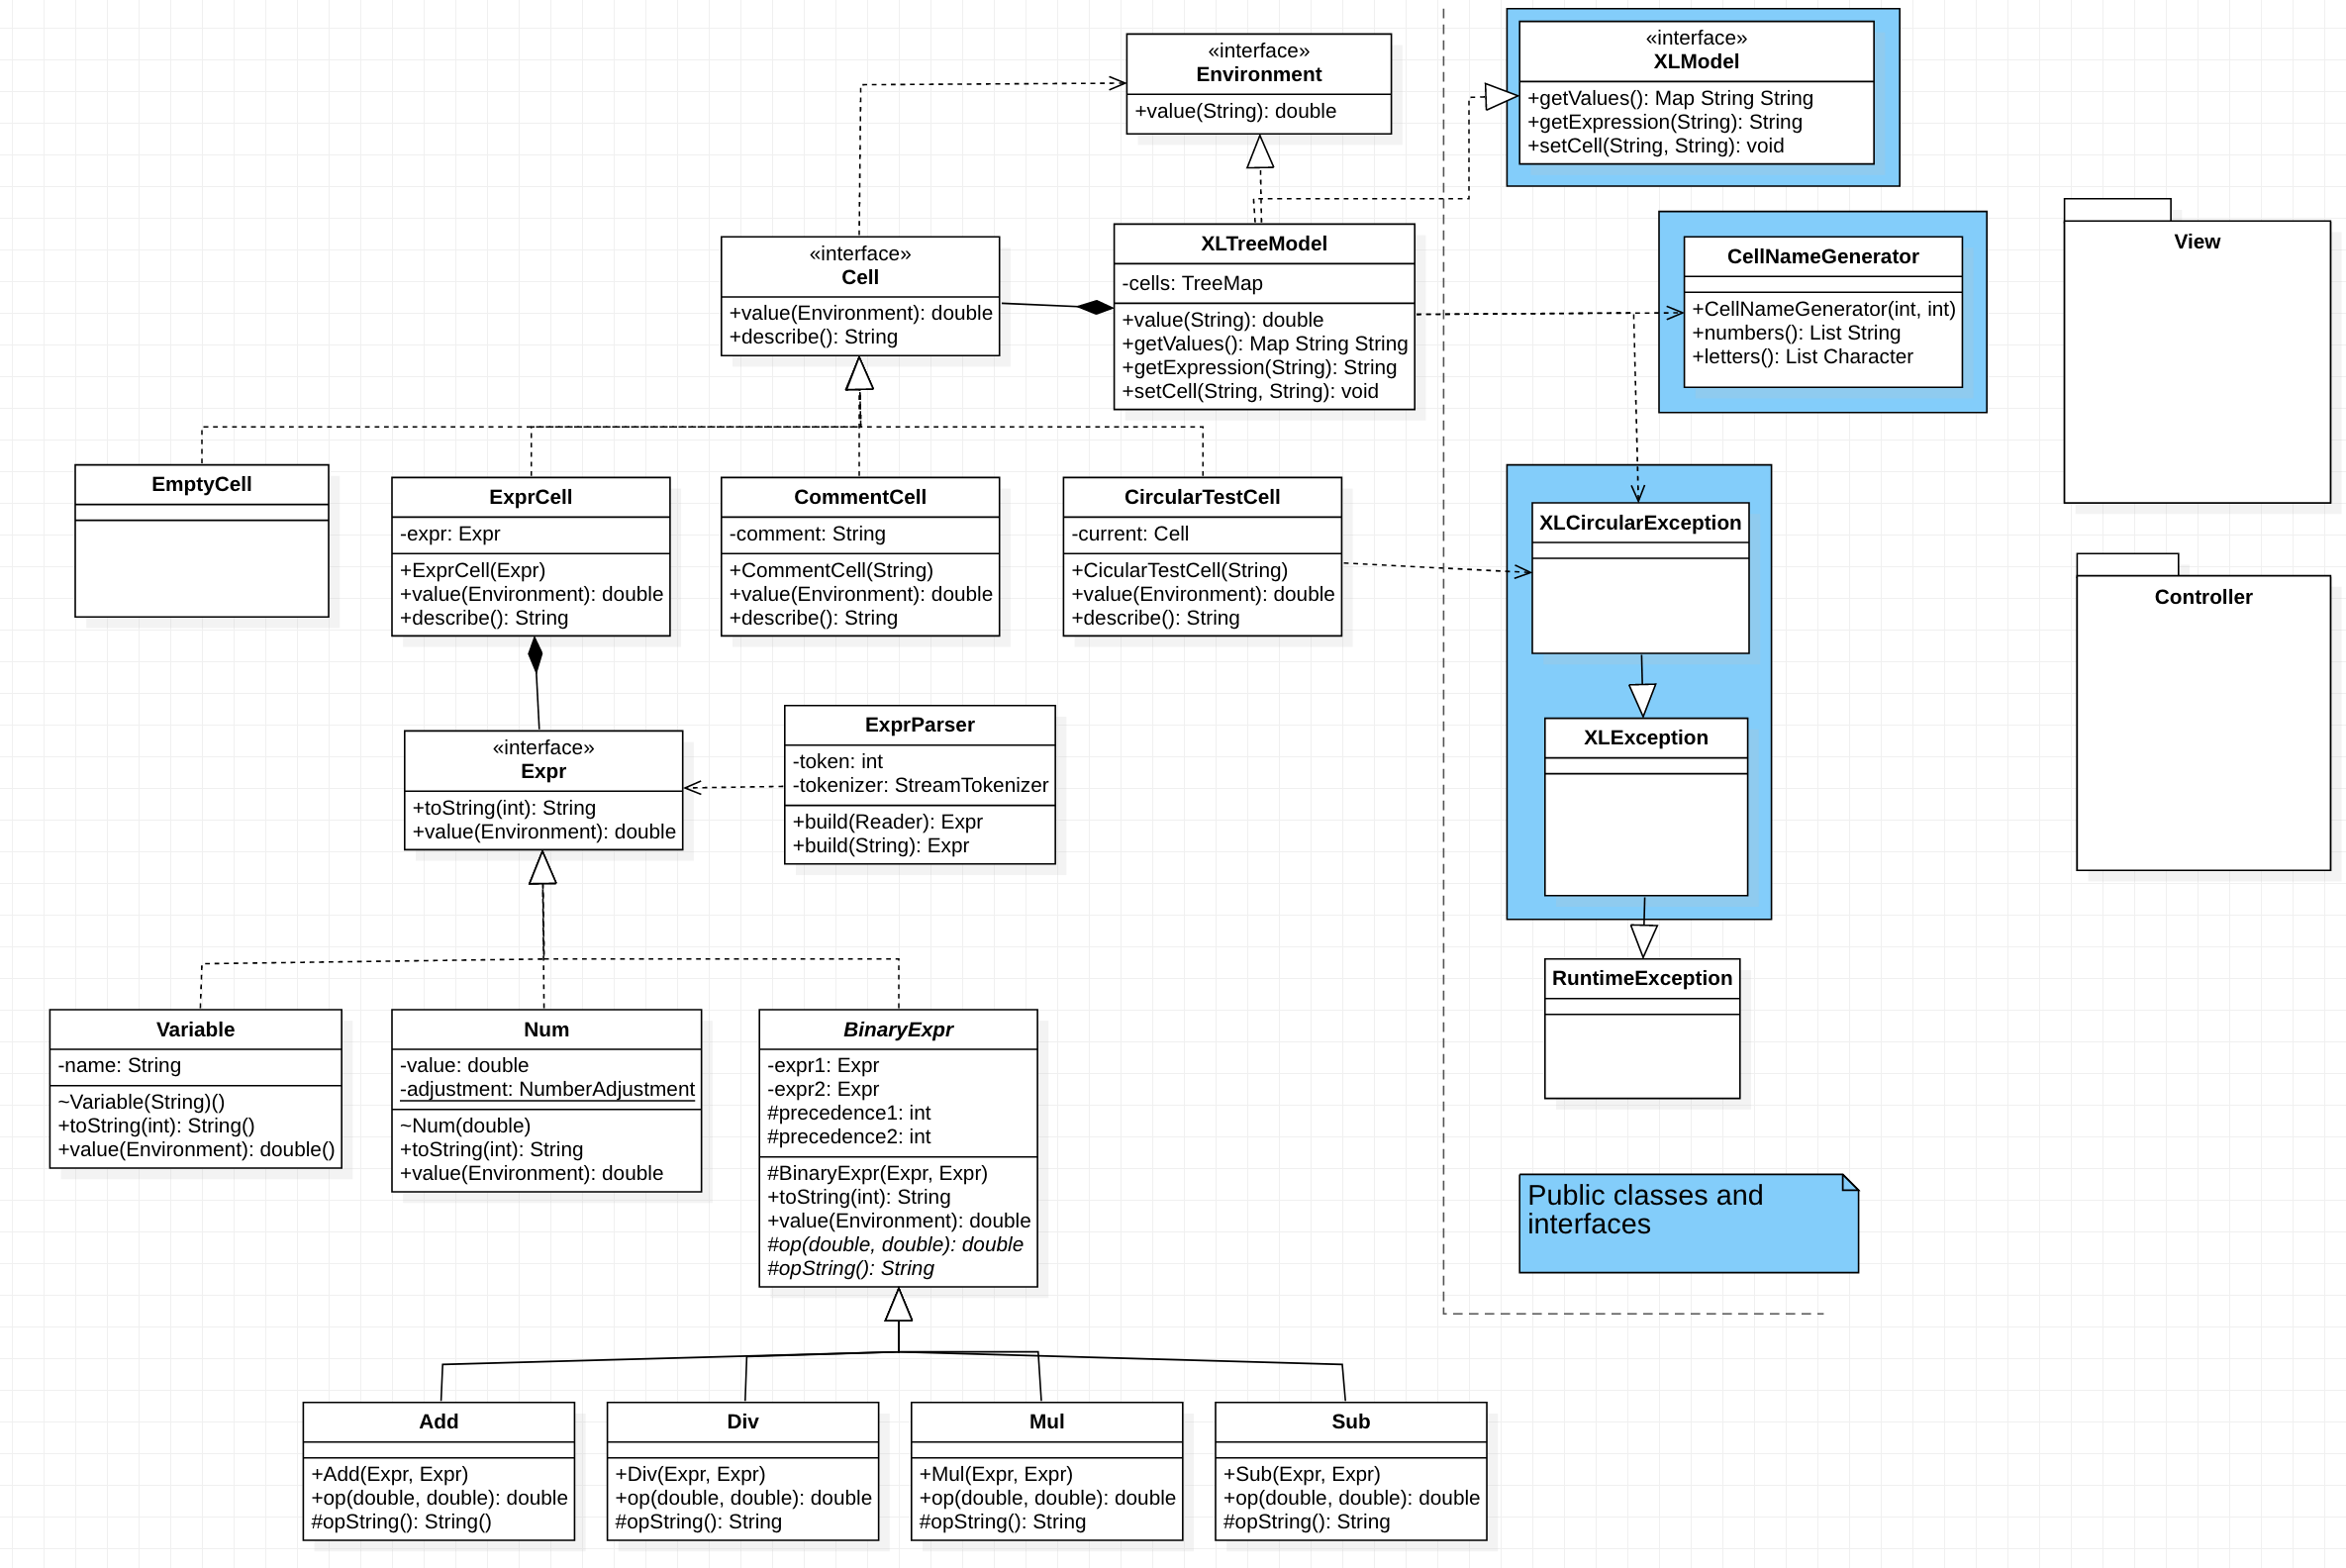 «interface»
Environment
+value(String): double
«interface»
XLModel
+getValues(): Map String String
+getExpression(String): String
+setCell(String, String): void
«interface»
Cell
+value(Environment): double
+describe(): String
XLTreeModel
-cells: TreeMap
+value(String): double
+getValues(): Map String String
+getExpression(String): String
+setCell(String, String): void
CellNameGenerator
+CellNameGenerator(int, int)
+numbers(): List String
+letters(): List Character
View
EmptyCell
ExprCell
-expr: Expr
+ExprCell(Expr)
+value(Environment): double
+describe(): String
CommentCell
-comment: String
+CommentCell(String)
+value(Environment): double
+describe(): String
CircularTestCell
-current: Cell
+CicularTestCell(String)
+value(Environment): double
+describe(): String
XLCircularException
Controller
«interface»
Expr
+toString(int): String
+value(Environment): double
ExprParser
-token: int
-tokenizer: StreamTokenizer
+build(Reader): Expr
+build(String): Expr
XLException
RuntimeException
Variable
-name: String
~Variable(String)()
+toString(int): String()
+value(Environment): double()
Num
-value: double
-adjustment: NumberAdjustment
~Num(double)
+toString(int): String
+value(Environment): double
BinaryExpr
-expr1: Expr
-expr2: Expr
#precedence1: int
#precedence2: int
#BinaryExpr(Expr, Expr)
+toString(int): String
+value(Environment): double
#op(double, double): double
#opString(): String
Public classes and
interfaces
Add
+Add(Expr, Expr)
+op(double, double): double
#opString(): String()
Div
+Div(Expr, Expr)
+op(double, double): double
#opString(): String
Mul
+Mul(Expr, Expr)
+op(double, double): double
#opString(): String
Sub
+Sub(Expr, Expr)
+op(double, double): double
#opString(): String